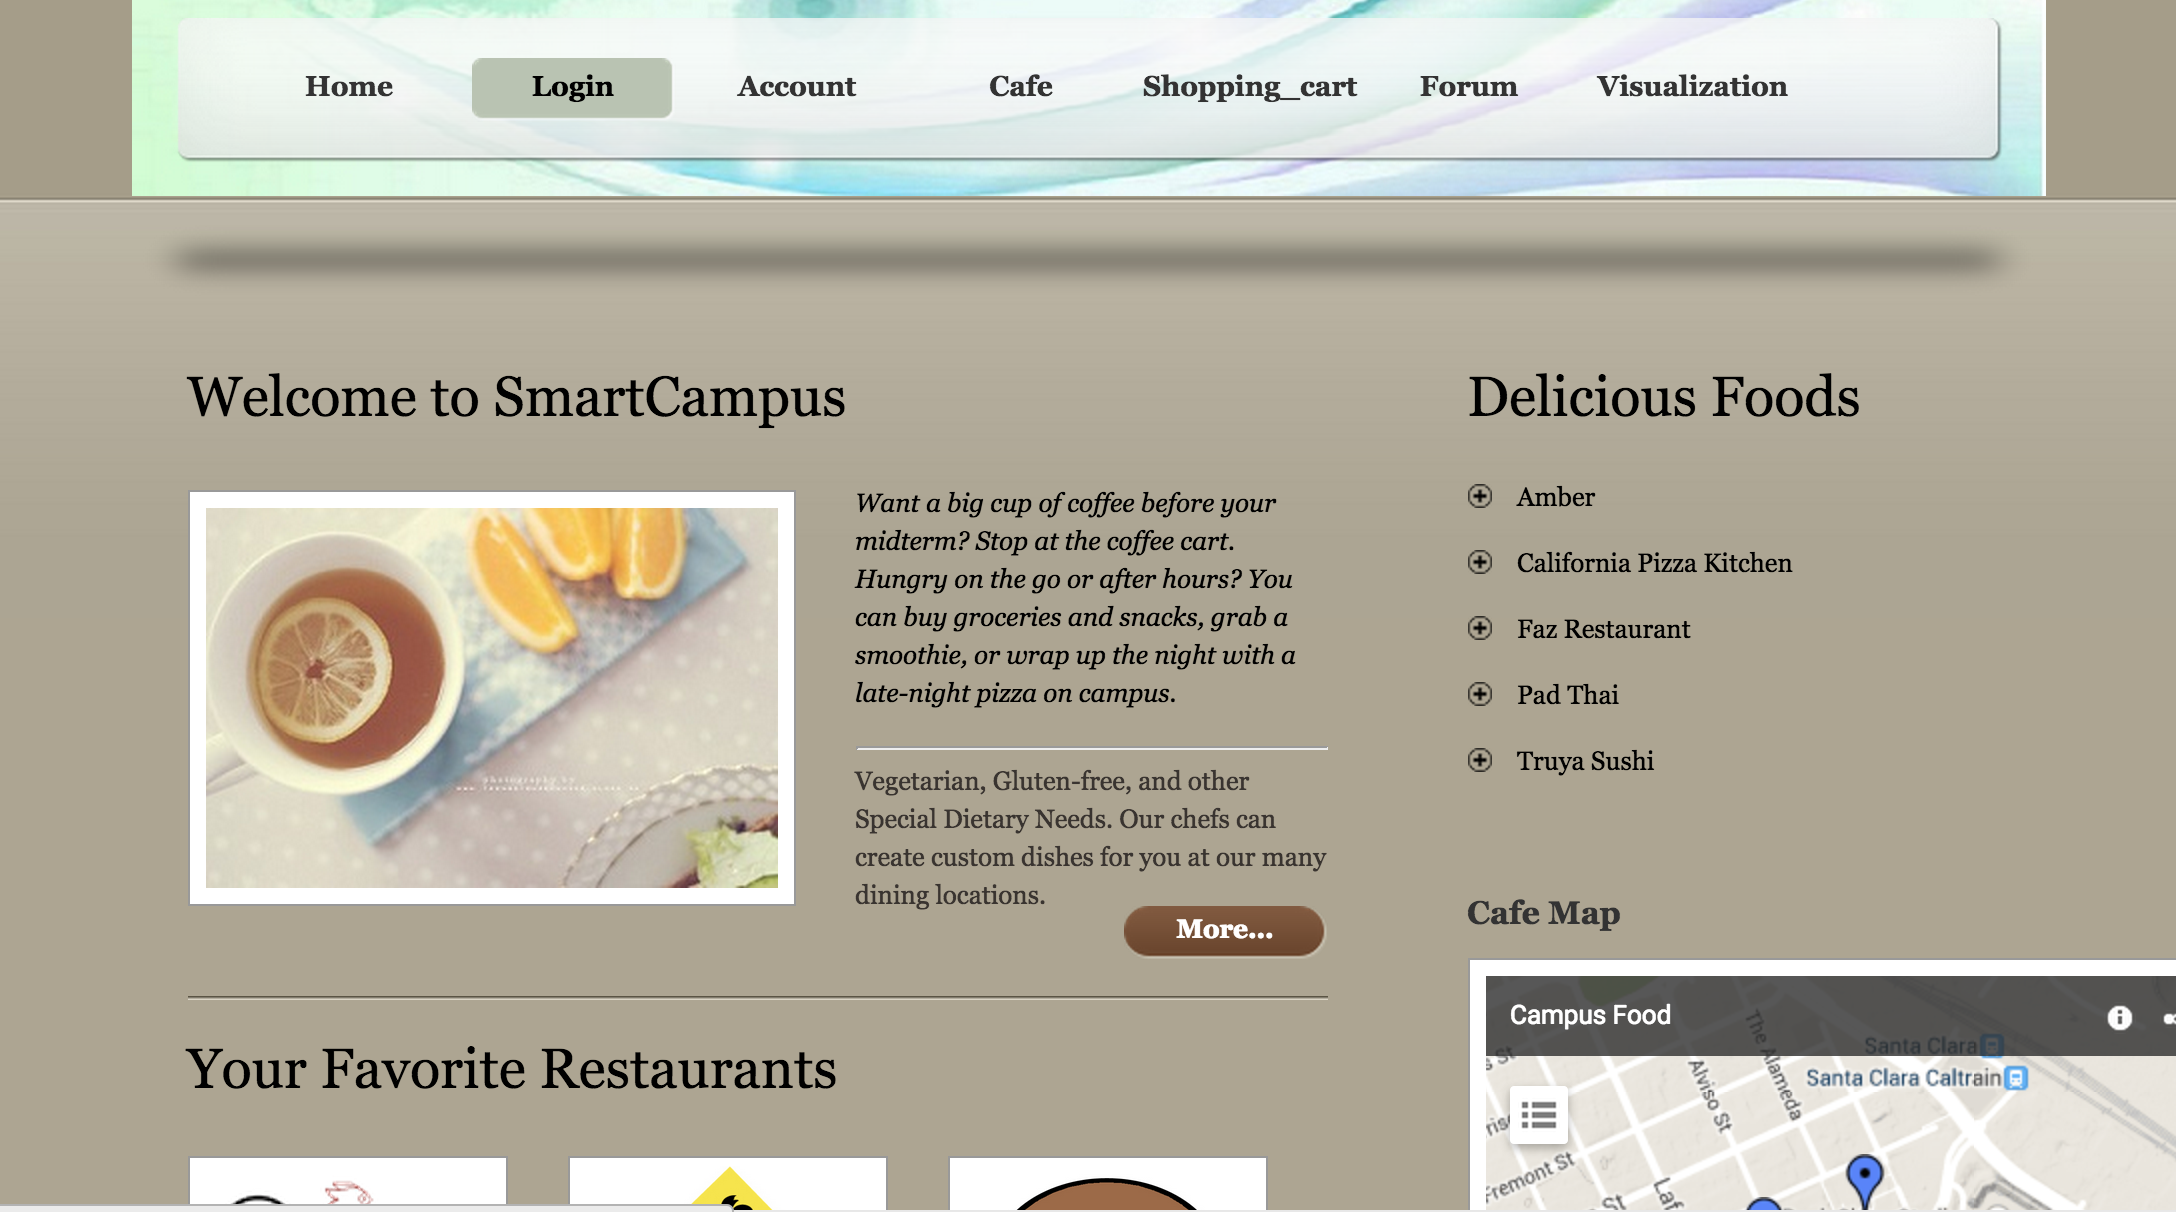 Home Login Account Cafe Shopping_cart Forum Visualization
Welcome to SmartCampus
Want a big cup of coffee before your
midterm? Stop at the coffee cart.
Hungry on the go or after hours? You
can buy groceries and snacks, grab a
smoothie, or wrap up the night with a
late-night pizza on campus.
Vegetarian, Gluten-free, and other
Special Dietary Needs. Our chefs can
create custom dishes for you at our many
dining locations.
More...
photography by
Your Favorite Restaurants
Delicious Foods
Amber
California Pizza Kitchen
Faz Restaurant
Pad Thai
Truya Sushi
Cafe Map
Campus Food
The Alameda
Santa Clara
Santa Clara Caltrain
Alviso St
Fremont St